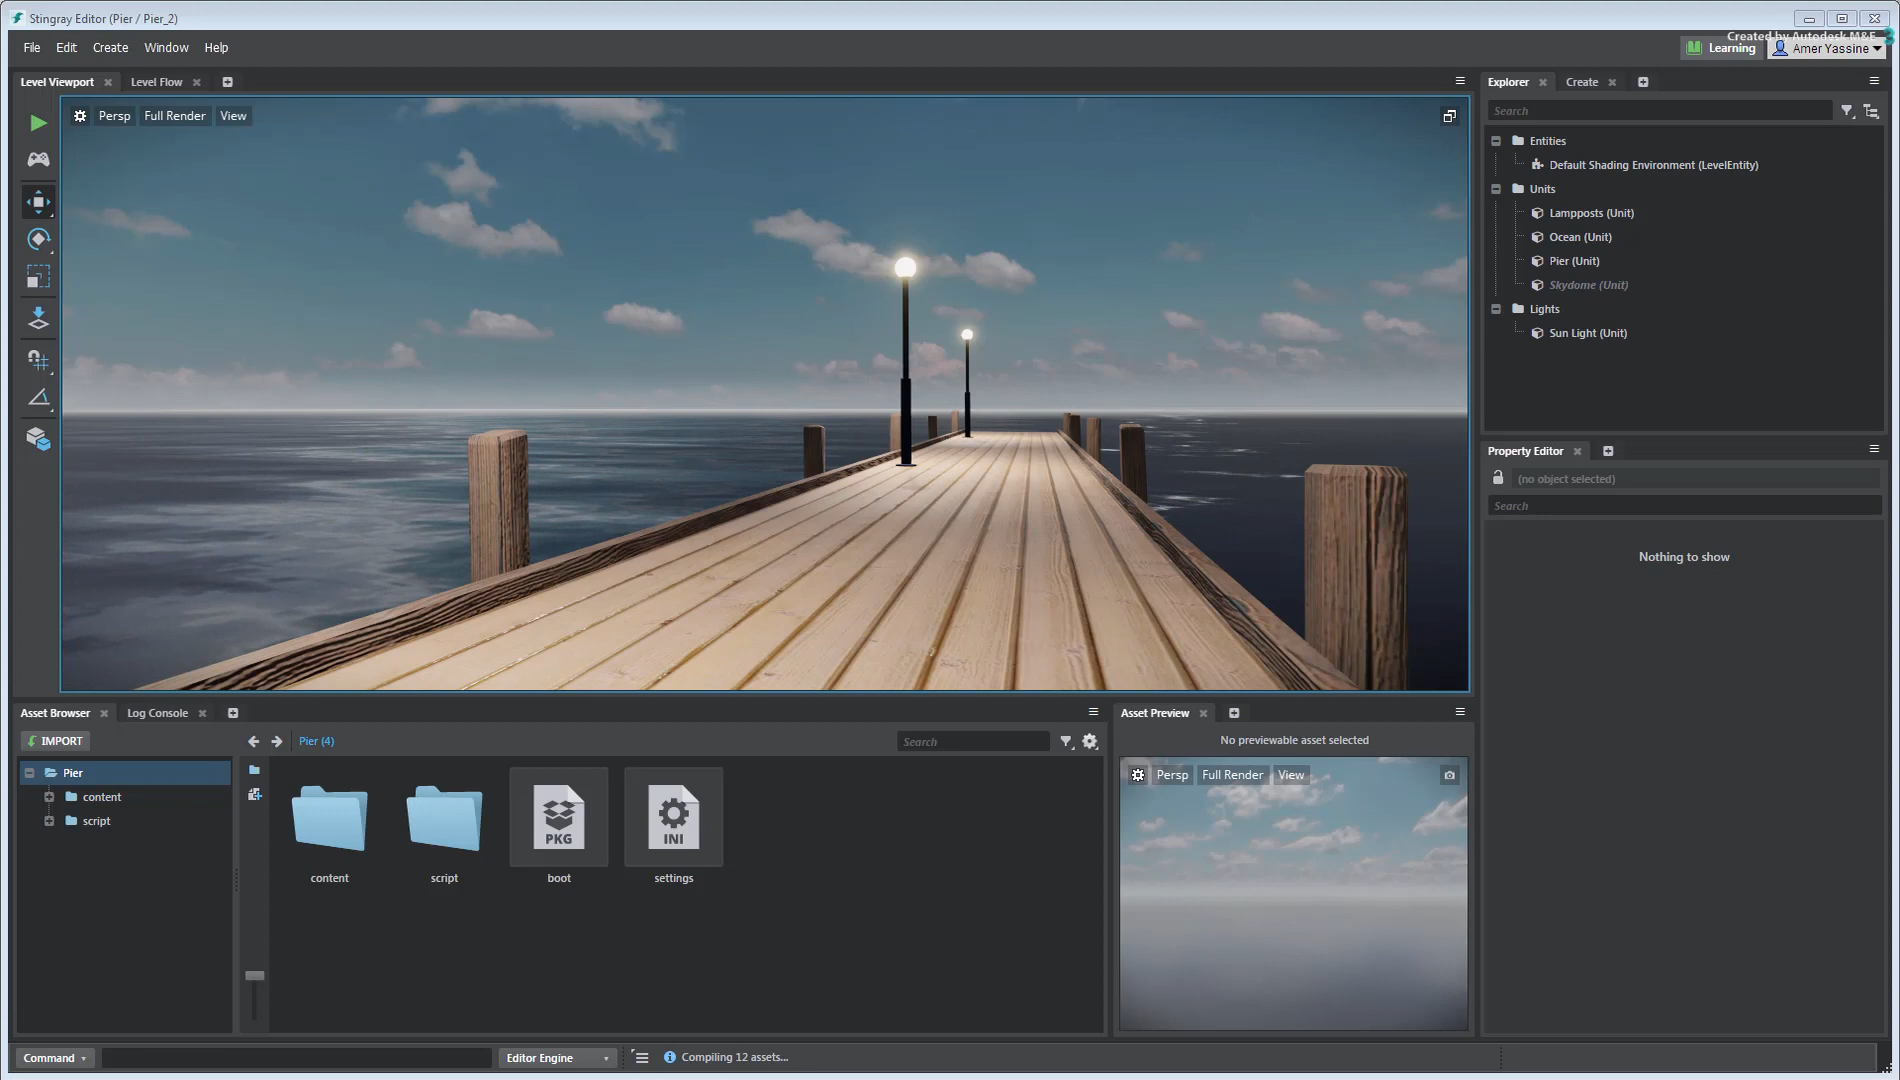 Stingray Editor (Pier / Pier_2)
File Edit Create Window Help
Created by Autodesk M&E
Learning
Amer Yassine
Level Viewport
Level Flow
Persp
Full Render
View
Explorer
Create
Search
Entities
Default Shading Environment (LevelEntity)
Units
Lampposts (Unit)
Ocean (Unit)
Pier (Unit)
Skydome (Unit)
Lights
Sun Light (Unit)
Property Editor
(no object selected)
Search
Nothing to show
Asset Browser
Log Console
IMPORT
Pier (4)
Search
Pier
content
script
PKG
INI
content
script
boot
settings
Asset Preview
No previewable asset selected
Persp
Full Render
View
Command
Editor Engine
Compiling 12 assets...